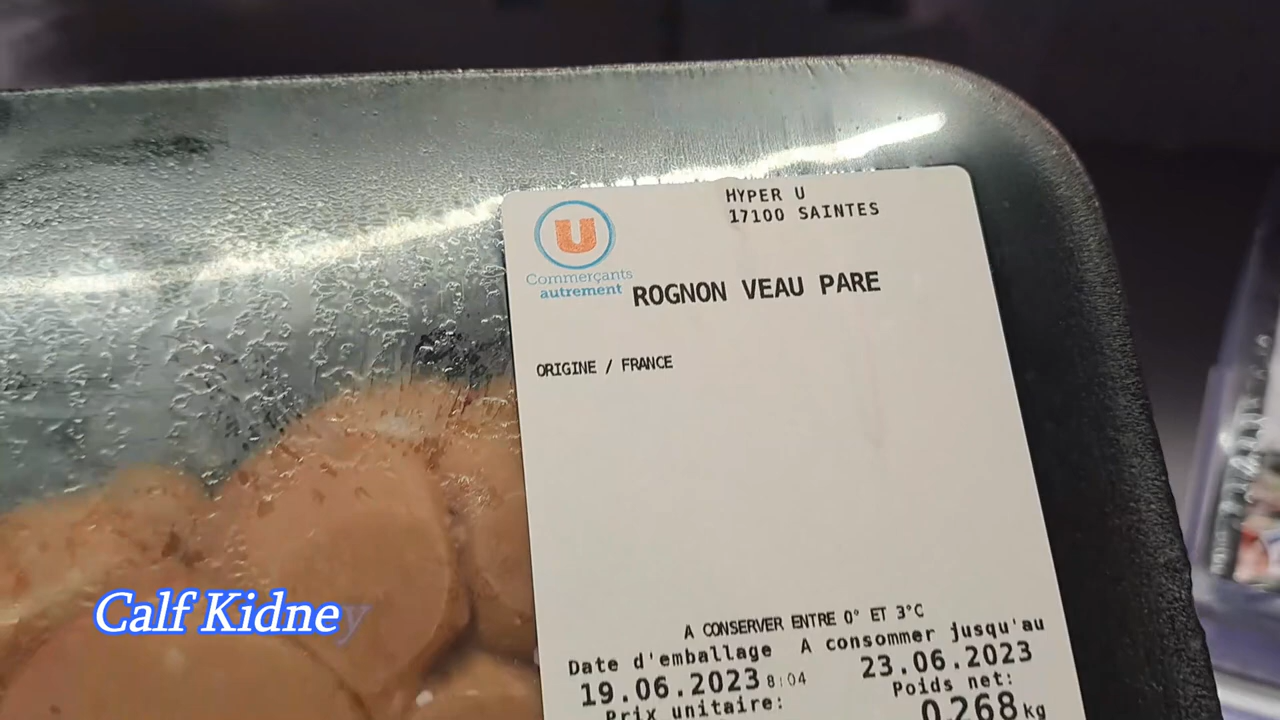 HYPER U
17100 SAINTES
U
Commerçants
autrement
ROGNON VEAU PARE
ORIGINE / FRANCE
A CONSERVER ENTRE 0° ET 3°C
Date d'emballage A consommer jusqu'au
19.06.2023 8:04 23.06.2023
Prix unitaire: Poids net:
0,268 kg
Calf Kidney